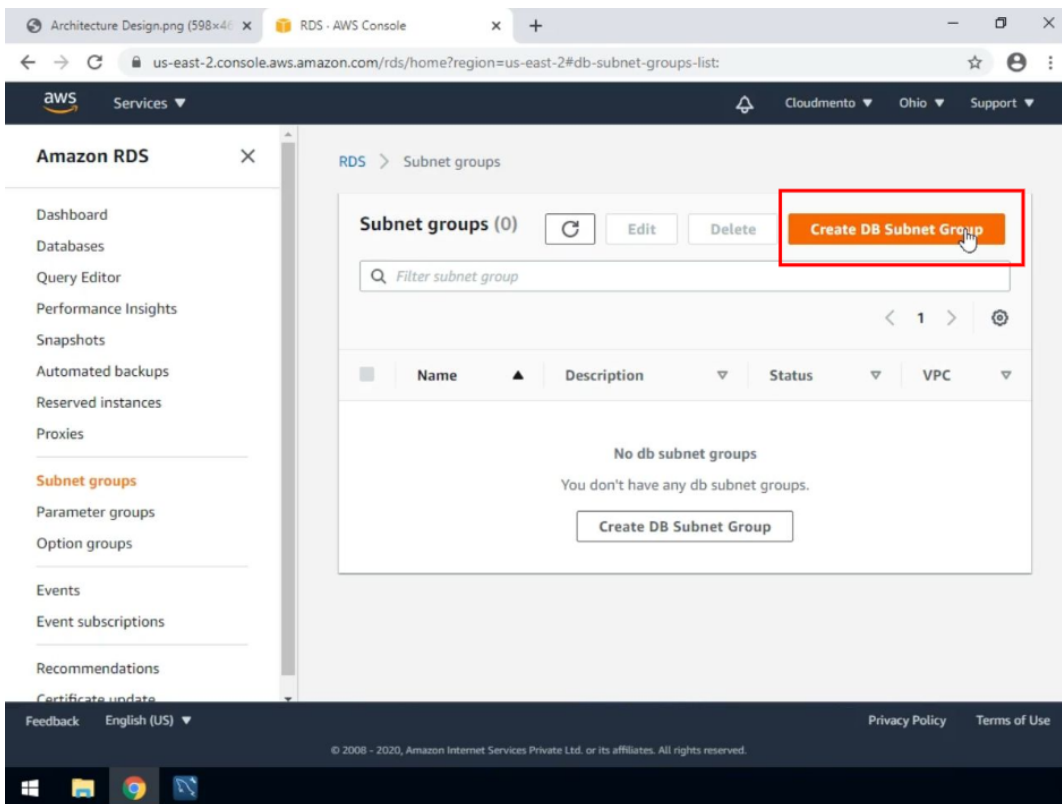 Architecture Design.png (598×46
RDS - AWS Console
us-east-2.console.aws.amazon.com/rds/home?region=us-east-2#db-subnet-groups-list:
aws
Services
Cloudmento
Ohio
Support
Amazon RDS
Dashboard
Databases
Query Editor
Performance Insights
Snapshots
Automated backups
Reserved instances
Proxies
Subnet groups
Parameter groups
Option groups
Events
Event subscriptions
Recommendations
Certificate update
RDS > Subnet groups
Subnet groups (0)
Edit
Delete
Create DB Subnet Group
Filter subnet group
1
Name
Description
Status
VPC
No db subnet groups
You don't have any db subnet groups.
Create DB Subnet Group
Feedback
English (US)
Privacy Policy
Terms of Use
© 2008 - 2020, Amazon Internet Services Private Ltd. or its affiliates. All rights reserved.